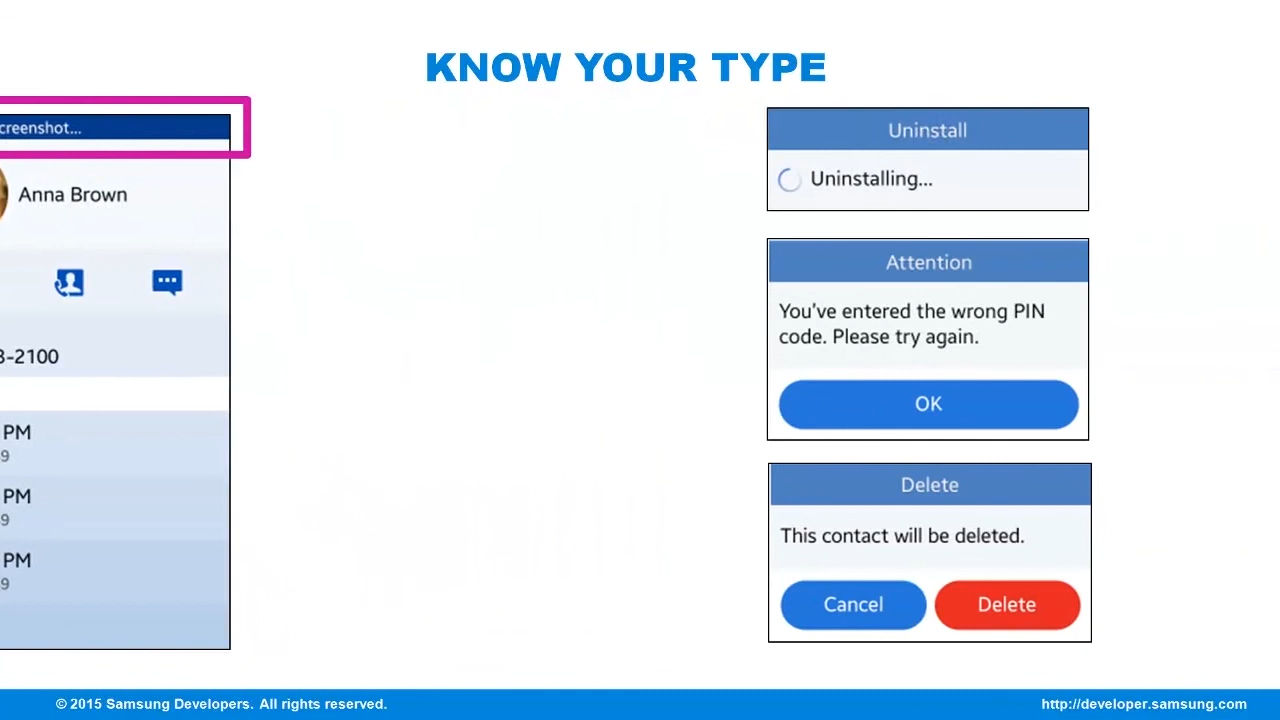 KNOW YOUR TYPE
creenshot...
Anna Brown
3-2100
PM
9
PM
9
PM
9
Uninstall
Uninstalling...
Attention
You've entered the wrong PIN
code. Please try again.
OK
Delete
This contact will be deleted.
Cancel
Delete
© 2015 Samsung Developers. All rights reserved.
http://developer.samsung.com